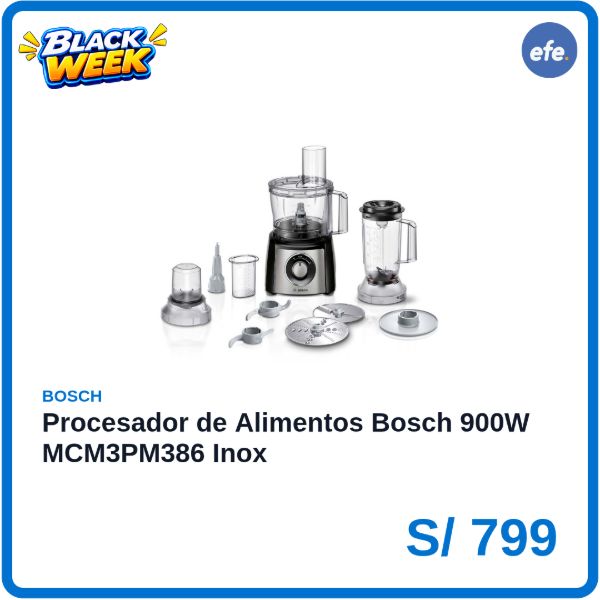 BLACK
WEEK
efe.
BOSCH
Procesador de Alimentos Bosch 900W
MCM3PM386 Inox
S/ 799